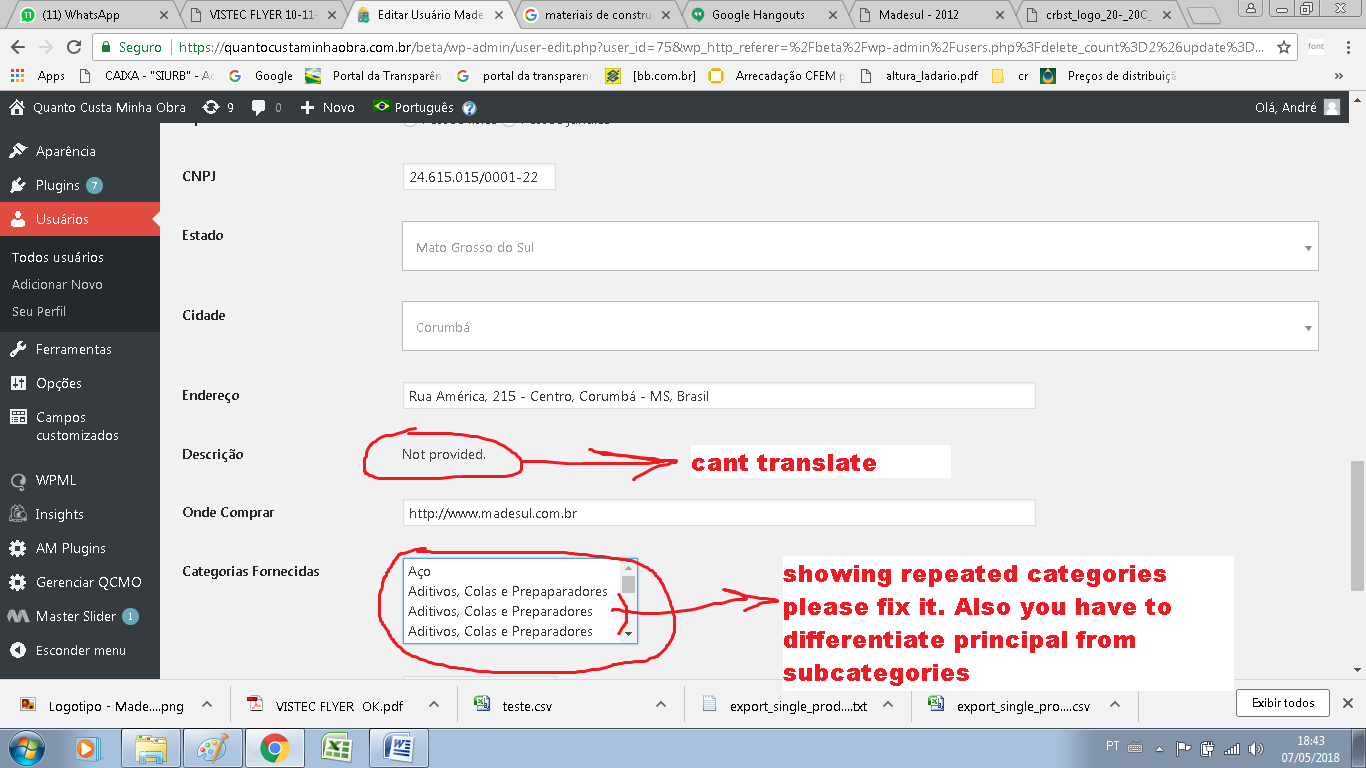 (11) WhatsApp
VISTEC FLYER 10-11-
Editar Usuário Made
materiais de constru
Google Hangouts
Madesul - 2012
crbst_logo_20-_20C_
Seguro
https://quantocustaminhaobra.com.br/beta/wp-admin/user-edit.php?user_id=75&wp_http_referer=%2Fbeta%2Fwp-admin%2Fusers.php%3Fdelete_count%3D2%26update%3D...
font
Apps
CAIXA - "SIURB" - Ac
Google
Portal da Transparên
portal da transparenc
[bb.com.br]
Arrecadação CFEM p
altura_ladario.pdf
cr
Preços de distribuiçã
»
Quanto Custa Minha Obra
9
0
Novo
Português
Olá, André
Aparência
Plugins 7
Usuários
Todos usuários
Adicionar Novo
Seu Perfil
Ferramentas
Opções
Campos
customizados
WPML
Insights
AM Plugins
Gerenciar QCMO
Master Slider 1
Esconder menu
CNPJ
24.615.015/0001-22
Estado
Mato Grosso do Sul
Cidade
Corumbá
Endereço
Rua América, 215 - Centro, Corumbá - MS, Brasil
Descrição
Not provided.
cant translate
Onde Comprar
http://www.madesul.com.br
Categorias Fornecidas
Aço
Aditivos, Colas e Prepaparadores
Aditivos, Colas e Preparadores
Aditivos, Colas e Preparadores
showing repeated categories
please fix it. Also you have to
differentiate principal from
subcategories
Logotipo - Made....png
VISTEC FLYER OK.pdf
teste.csv
export_single_prod....txt
export_single_pro....csv
Exibir todos
PT
18:43
07/05/2018